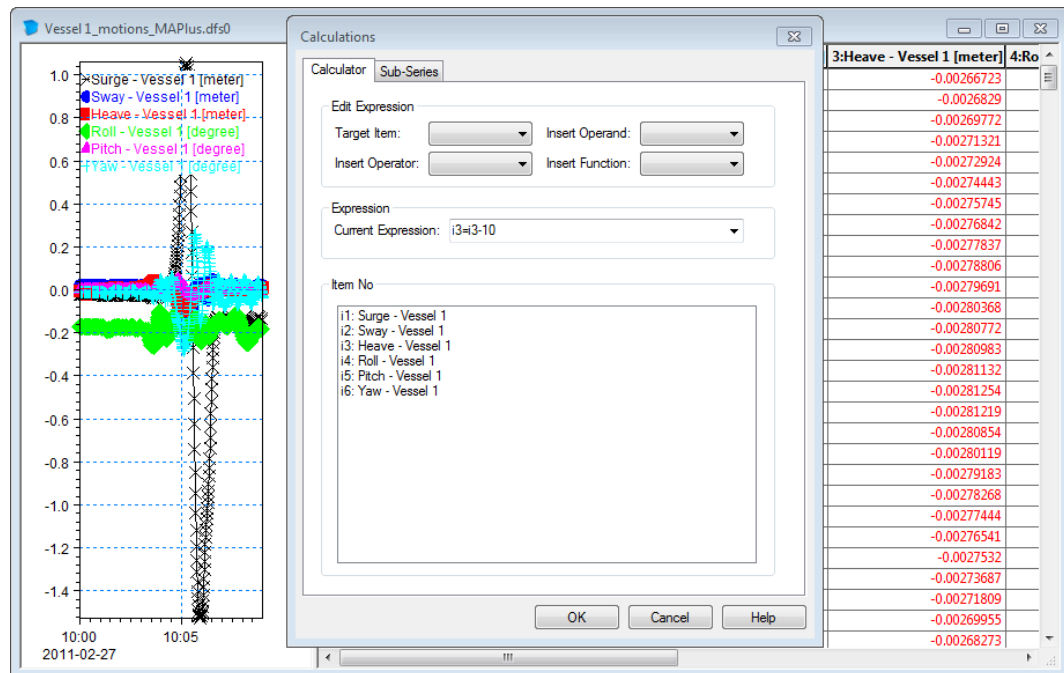 Vessel 1_motions_MAPlus.dfs0
1.0
0.8
0.6
0.4
0.2
0.0
-0.2
-0.4
-0.6
-0.8
-1.0
-1.2
-1.4
Surge - Vessel 1 [meter]
Sway - Vessel 1 [meter]
Heave - Vessel 1 [meter]
Roll - Vessel 1 [degree]
Pitch - Vessel 1 [degree]
Yaw - Vessel 1 [degree]
10:00 10:05
2011-02-27
Calculations
Calculator Sub-Series
Edit Expression
Target Item: Insert Operand:
Insert Operator: Insert Function:
Expression
Current Expression: i3=i3-10
Item No
i1: Surge - Vessel 1
i2: Sway - Vessel 1
i3: Heave - Vessel 1
i4: Roll - Vessel 1
i5: Pitch - Vessel 1
i6: Yaw - Vessel 1
OK Cancel Help
3:Heave - Vessel 1 [meter] 4:Ro
-0.00266723
-0.0026829
-0.00269772
-0.00271321
-0.00272924
-0.00274443
-0.00275745
-0.00276842
-0.00277837
-0.00278806
-0.00279691
-0.00280368
-0.00280772
-0.00280983
-0.00281132
-0.00281254
-0.00281219
-0.00280854
-0.00280119
-0.00279183
-0.00278268
-0.00277444
-0.00276541
-0.0027532
-0.00273687
-0.00271809
-0.00269955
-0.00268273